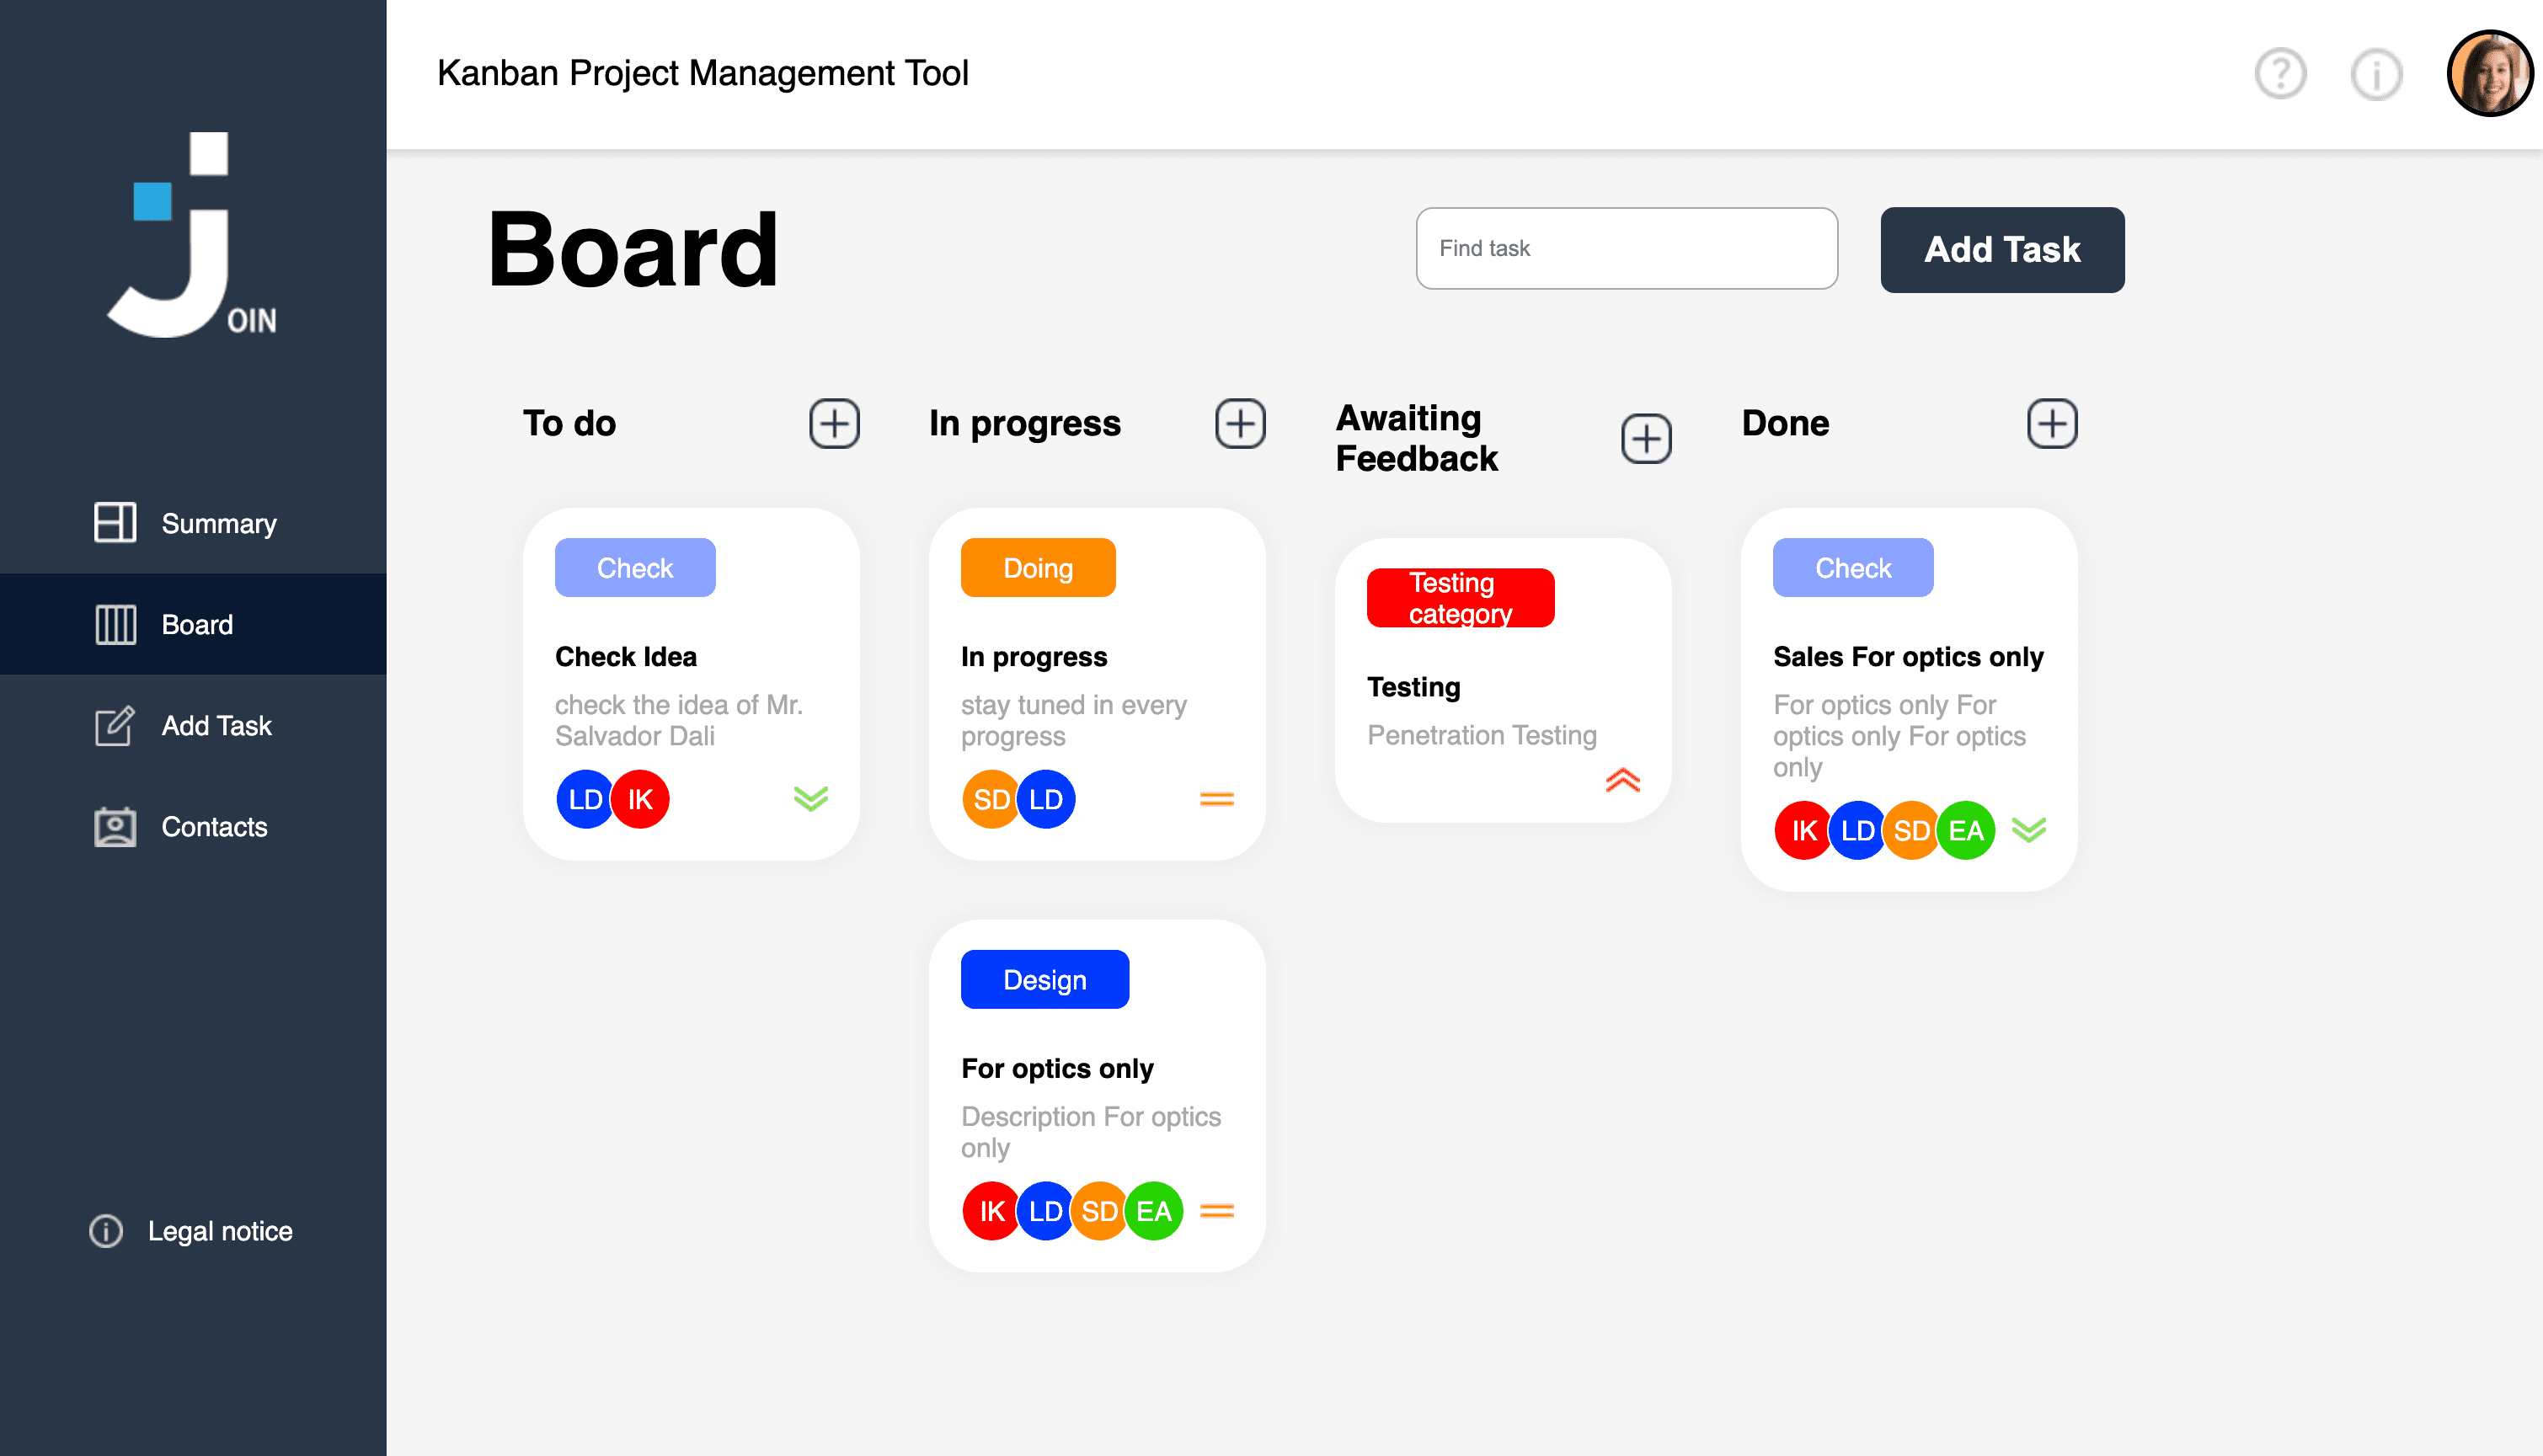 Kanban Project Management Tool
OIN
Summary
Board
Add Task
Contacts
Legal notice
Board
Find task
Add Task
To do
Check
Check Idea
check the idea of Mr.
Salvador Dali
LD IK
In progress
Doing
In progress
stay tuned in every
progress
SD LD
Design
For optics only
Description For optics
only
IK LD SD EA
Awaiting
Feedback
Testing
category
Testing
Penetration Testing
Done
Check
Sales For optics only
For optics only For
optics only For optics
only
IK LD SD EA